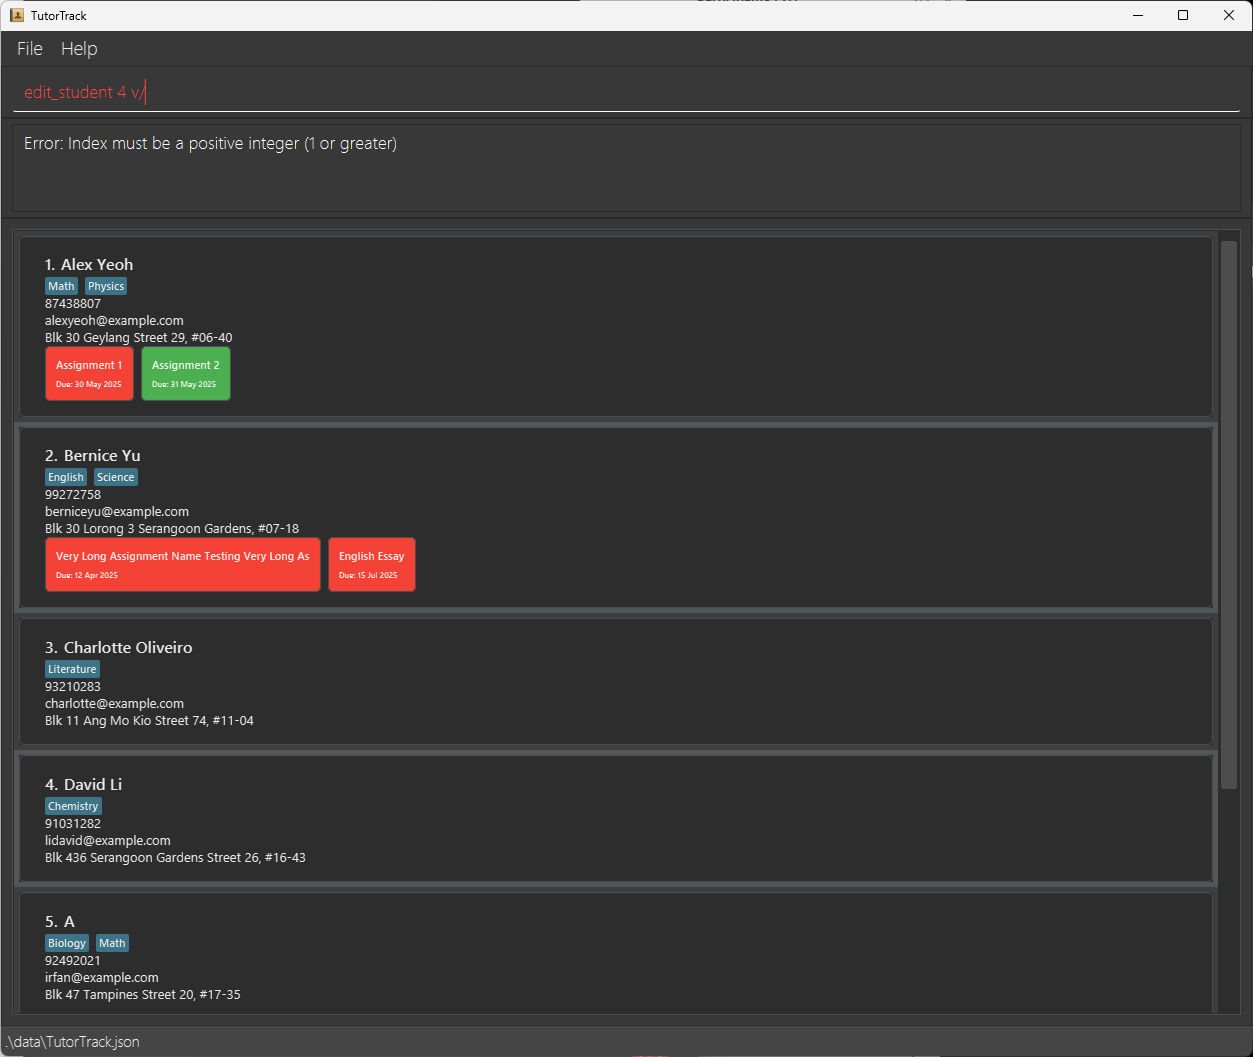 TutorTrack
File Help
edit_student 4 v/
Error: Index must be a positive integer (1 or greater)
1. Alex Yeoh
Math Physics
87438807
alexyeoh@example.com
Blk 30 Geylang Street 29, #06-40
Assignment 1 Assignment 2
Due: 30 May 2025 Due: 31 May 2025
2. Bernice Yu
English Science
99272758
berniceyu@example.com
Blk 30 Lorong 3 Serangoon Gardens, #07-18
Very Long Assignment Name Testing Very Long As English Essay
Due: 12 Apr 2025 Due: 15 Jul 2025
3. Charlotte Oliveiro
Literature
93210283
charlotte@example.com
Blk 11 Ang Mo Kio Street 74, #11-04
4. David Li
Chemistry
91031282
lidavid@example.com
Blk 436 Serangoon Gardens Street 26, #16-43
5. A
Biology Math
92492021
irfan@example.com
Blk 47 Tampines Street 20, #17-35
.\data\TutorTrack.json